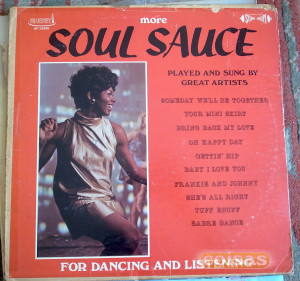 more
SOUL SAUCE
PLAYED AND SUNG BY
GREAT ARTISTS
SOMEDAY WE'LL BE TOGETHER
YOUR MINI SKIRT
BRING BACK MY LOVE
OH HAPPY DAY
GETTIN' HIP
BABY I LOVE YOU
FRANKIE AND JOHNNY
SHE'S ALL RIGHT
TUFF ENUFF
SABRE DANCE
coisas
FOR DANCING AND LISTENING